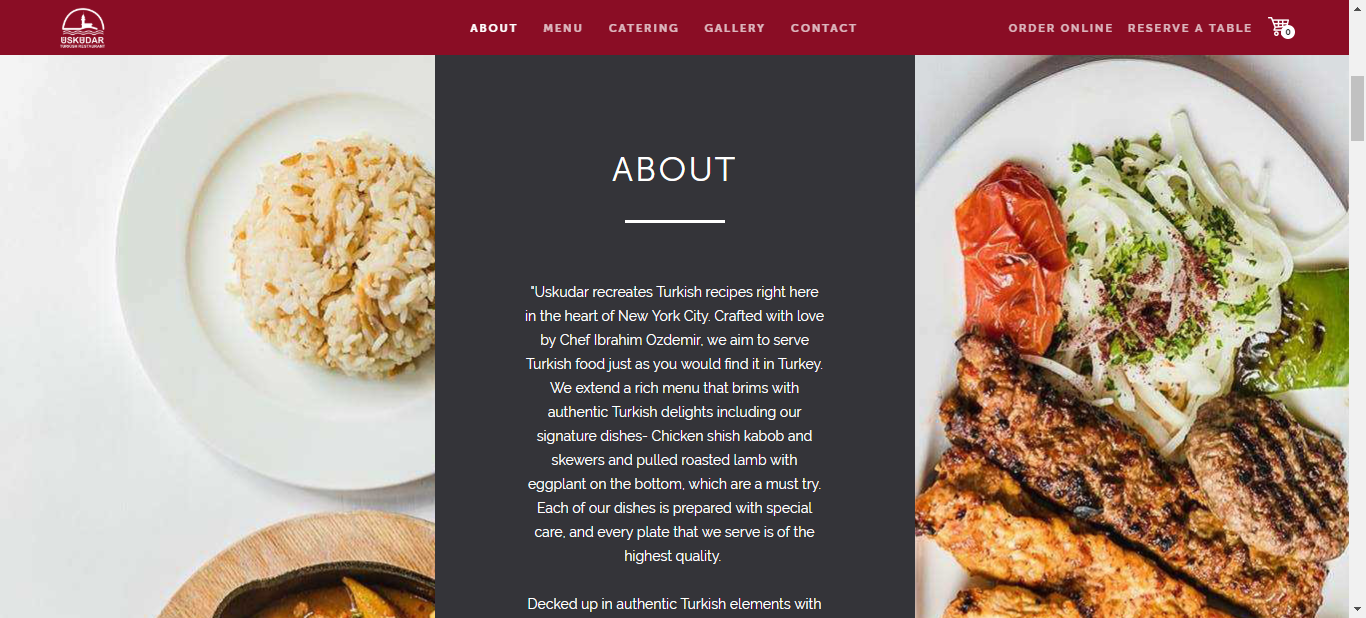 USKUDAR
TURKISH RESTAURANT
ABOUT MENU CATERING GALLERY CONTACT
ORDER ONLINE RESERVE A TABLE 0
ABOUT
"Uskudar recreates Turkish recipes right here
in the heart of New York City. Crafted with love
by Chef Ibrahim Ozdemir, we aim to serve
Turkish food just as you would find it in Turkey.
We extend a rich menu that brims with
authentic Turkish delights including our
signature dishes- Chicken shish kabob and
skewers and pulled roasted lamb with
eggplant on the bottom, which are a must try.
Each of our dishes is prepared with special
care, and every plate that we serve is of the
highest quality.
Decked up in authentic Turkish elements with